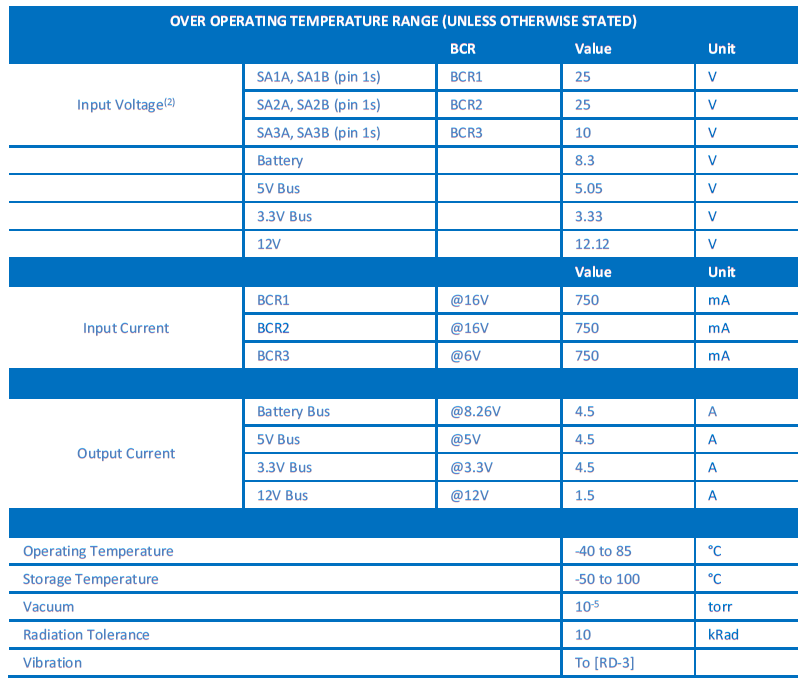 OVER OPERATING TEMPERATURE RANGE (UNLESS OTHERWISE STATED)
BCR Value Unit
Input Voltage(2)
SA1A, SA1B (pin 1s) BCR1 25 V
SA2A, SA2B (pin 1s) BCR2 25 V
SA3A, SA3B (pin 1s) BCR3 10 V
Battery 8.3 V
5V Bus 5.05 V
3.3V Bus 3.33 V
12V 12.12 V
Value Unit
Input Current
BCR1 @16V 750 mA
BCR2 @16V 750 mA
BCR3 @6V 750 mA
Output Current
Battery Bus @8.26V 4.5 A
5V Bus @5V 4.5 A
3.3V Bus @3.3V 4.5 A
12V Bus @12V 1.5 A
Operating Temperature -40 to 85 °C
Storage Temperature -50 to 100 °C
Vacuum 10-5 torr
Radiation Tolerance 10 kRad
Vibration To [RD-3]